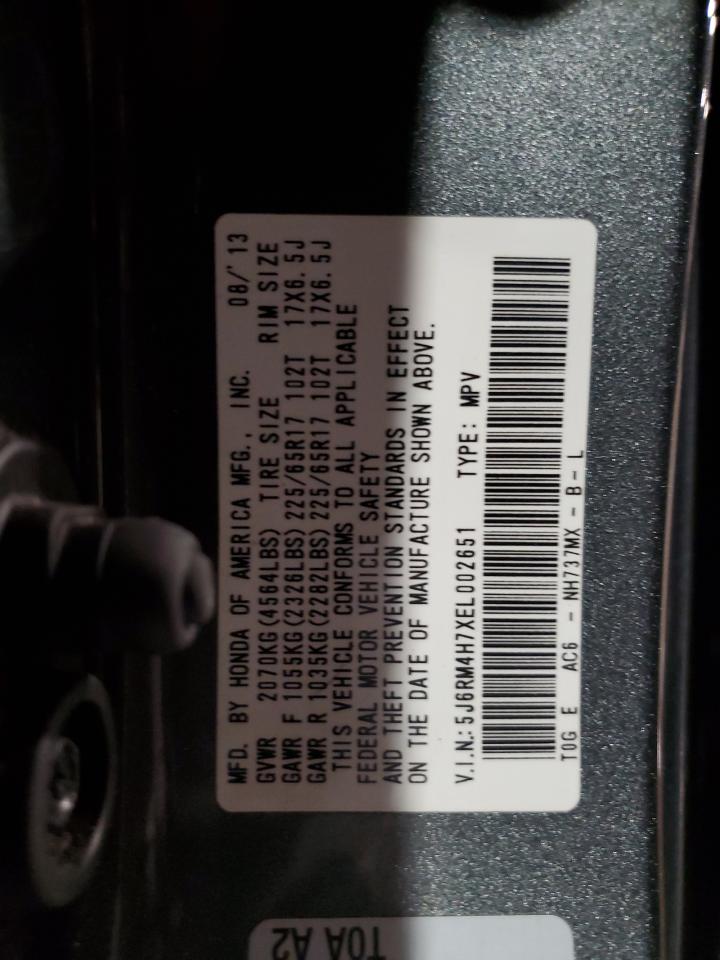 MFD. BY HONDA OF AMERICA MFG., INC. 08/'13
GVWR 2070KG(4564LBS) TIRE SIZE RIM SIZE
GAWR F 1055KG(2326LBS) 225/65R17 102T 17X6.5J
GAWR R 1035KG(2282LBS) 225/65R17 102T 17X6.5J
THIS VEHICLE CONFORMS TO ALL APPLICABLE
FEDERAL MOTOR VEHICLE SAFETY
AND THEFT PREVENTION STANDARDS IN EFFECT
ON THE DATE OF MANUFACTURE SHOWN ABOVE.
V.I.N.: 5J6RM4H7XEL002651 TYPE: MPV
T0G E AC6 - NH737MX - B - L
T0A A2